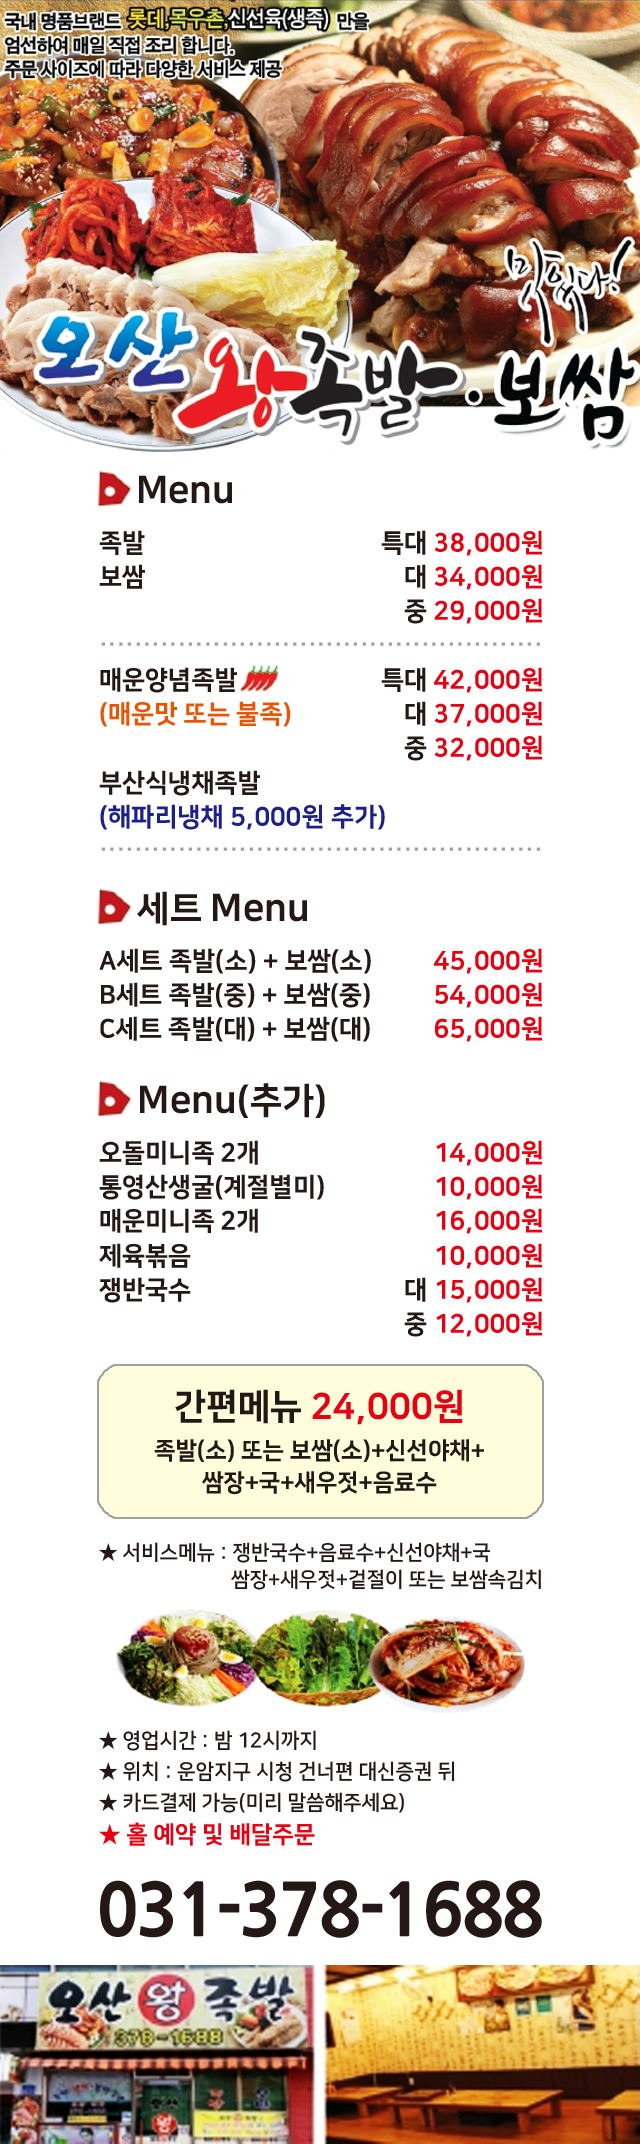 국내 명품브랜드 롯데,목우촌,신선육(생족) 만을
엄선하여 매일 직접 조리 합니다.
주문 사이즈에 따라 다양한 서비스 제공
맛있다!
오산 왕족발·보쌈
Menu
족발 특대 38,000원
보쌈 대 34,000원
중 29,000원
매운양념족발 특대 42,000원
(매운맛 또는 불족) 대 37,000원
중 32,000원
부산식냉채족발
(해파리냉채 5,000원 추가)
세트 Menu
A세트 족발(소) + 보쌈(소) 45,000원
B세트 족발(중) + 보쌈(중) 54,000원
C세트 족발(대) + 보쌈(대) 65,000원
Menu(추가)
오돌미니족 2개 14,000원
통영산생굴(계절별미) 10,000원
매운미니족 2개 16,000원
제육볶음 10,000원
쟁반국수 대 15,000원
중 12,000원
간편메뉴 24,000원
족발(소) 또는 보쌈(소)+신선야채+
쌈장+국+새우젓+음료수
★ 서비스메뉴 : 쟁반국수+음료수+신선야채+국
쌈장+새우젓+겉절이 또는 보쌈속김치
★ 영업시간 : 밤 12시까지
★ 위치 : 운암지구 시청 건너편 대신증권 뒤
★ 카드결제 가능(미리 말씀해주세요)
★ 홀 예약 및 배달주문
031-378-1688
오산 왕 족발
378-1688